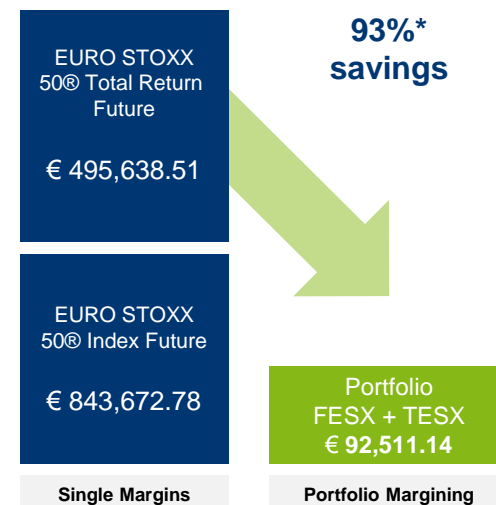 EURO STOXX
50® Total Return
Future
€ 495,638.51
93%*
savings
EURO STOXX
50® Index Future
€ 843,672.78
Portfolio
FESX + TESX
€ 92,511.14
Single Margins
Portfolio Margining